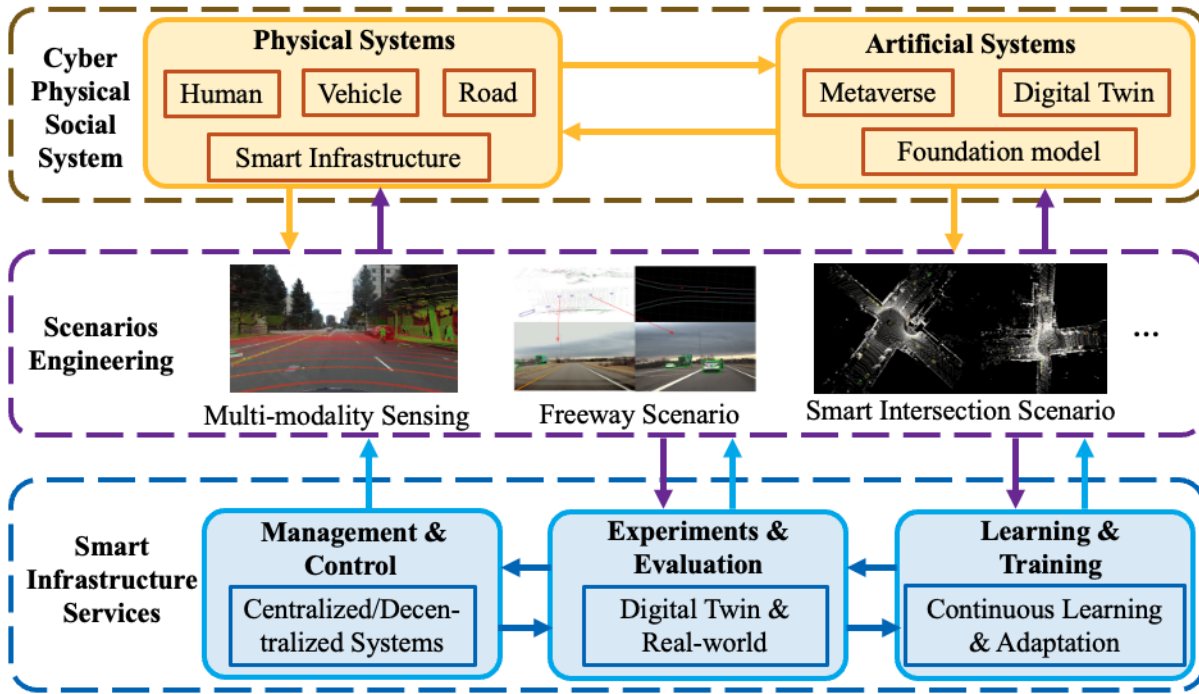 Cyber
Physical
Social
System
Physical Systems
Human
Vehicle
Road
Smart Infrastructure
Artificial Systems
Metaverse
Digital Twin
Foundation model
Scenarios
Engineering
Multi-modality Sensing
Freeway Scenario
Smart Intersection Scenario
...
Smart
Infrastructure
Services
Management &
Control
Centralized/Decen-
tralized Systems
Experiments &
Evaluation
Digital Twin &
Real-world
Learning &
Training
Continuous Learning
& Adaptation